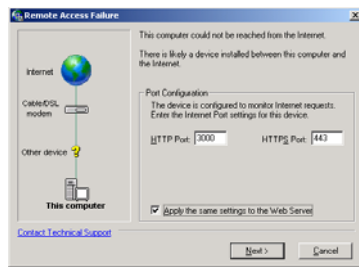 Remote Access Failure
This computer could not be reached from the Internet.
There is likely a device installed between this computer and
the Internet.
Internet
Cable/DSL
modem
Other device
This computer
Port Configuration
The device is configured to monitor Internet requests.
Enter the Internet Port settings for this device.
HTTP Port: 3000 HTTPS Port: 443
Apply the same settings to the Web Server
Contact Technical Support
Next > Cancel